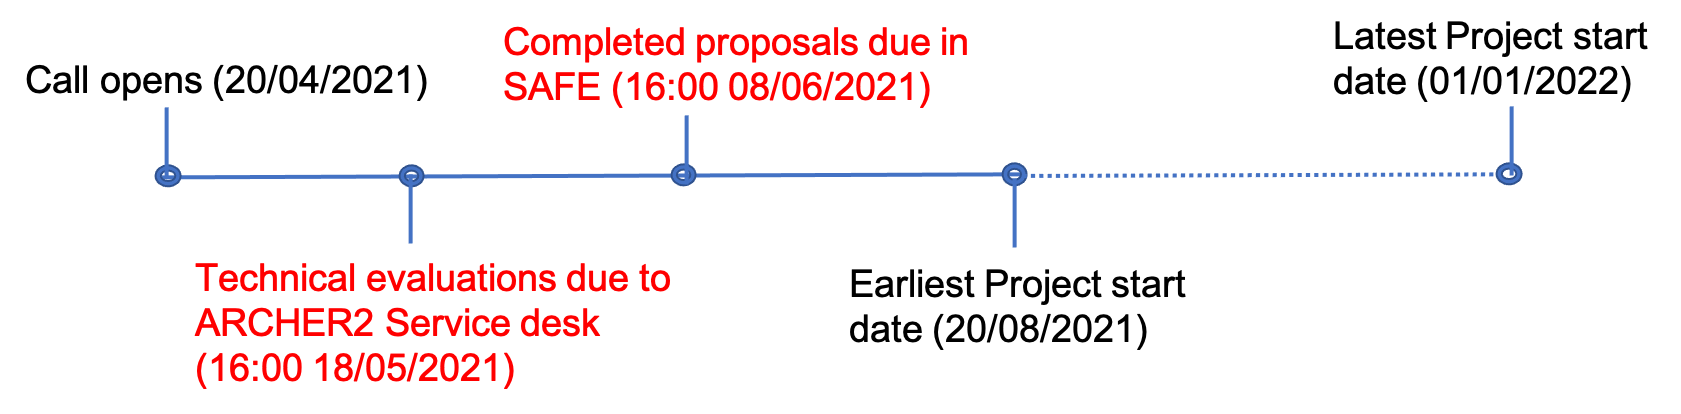 Call opens (20/04/2021)
Technical evaluations due to
ARCHER2 Service desk
(16:00 18/05/2021)
Completed proposals due in
SAFE (16:00 08/06/2021)
Earliest Project start
date (20/08/2021)
Latest Project start
date (01/01/2022)